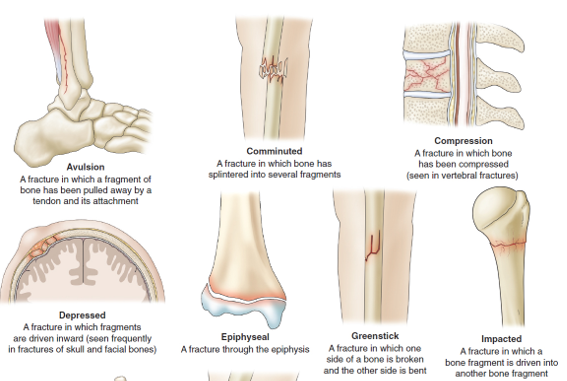 Avulsion
A fracture in which a fragment of
bone has been pulled away by a
tendon and its attachment
Comminuted
A fracture in which bone has
splintered into several fragments
Compression
A fracture in which bone
has been compressed
(seen in vertebral fractures)
Depressed
A fracture in which fragments
are driven inward (seen frequently
in fractures of skull and facial bones)
Epiphyseal
A fracture through the epiphysis
Greenstick
A fracture in which one
side of a bone is broken
and the other side is bent
Impacted
A fracture in which a
bone fragment is driven into
another bone fragment